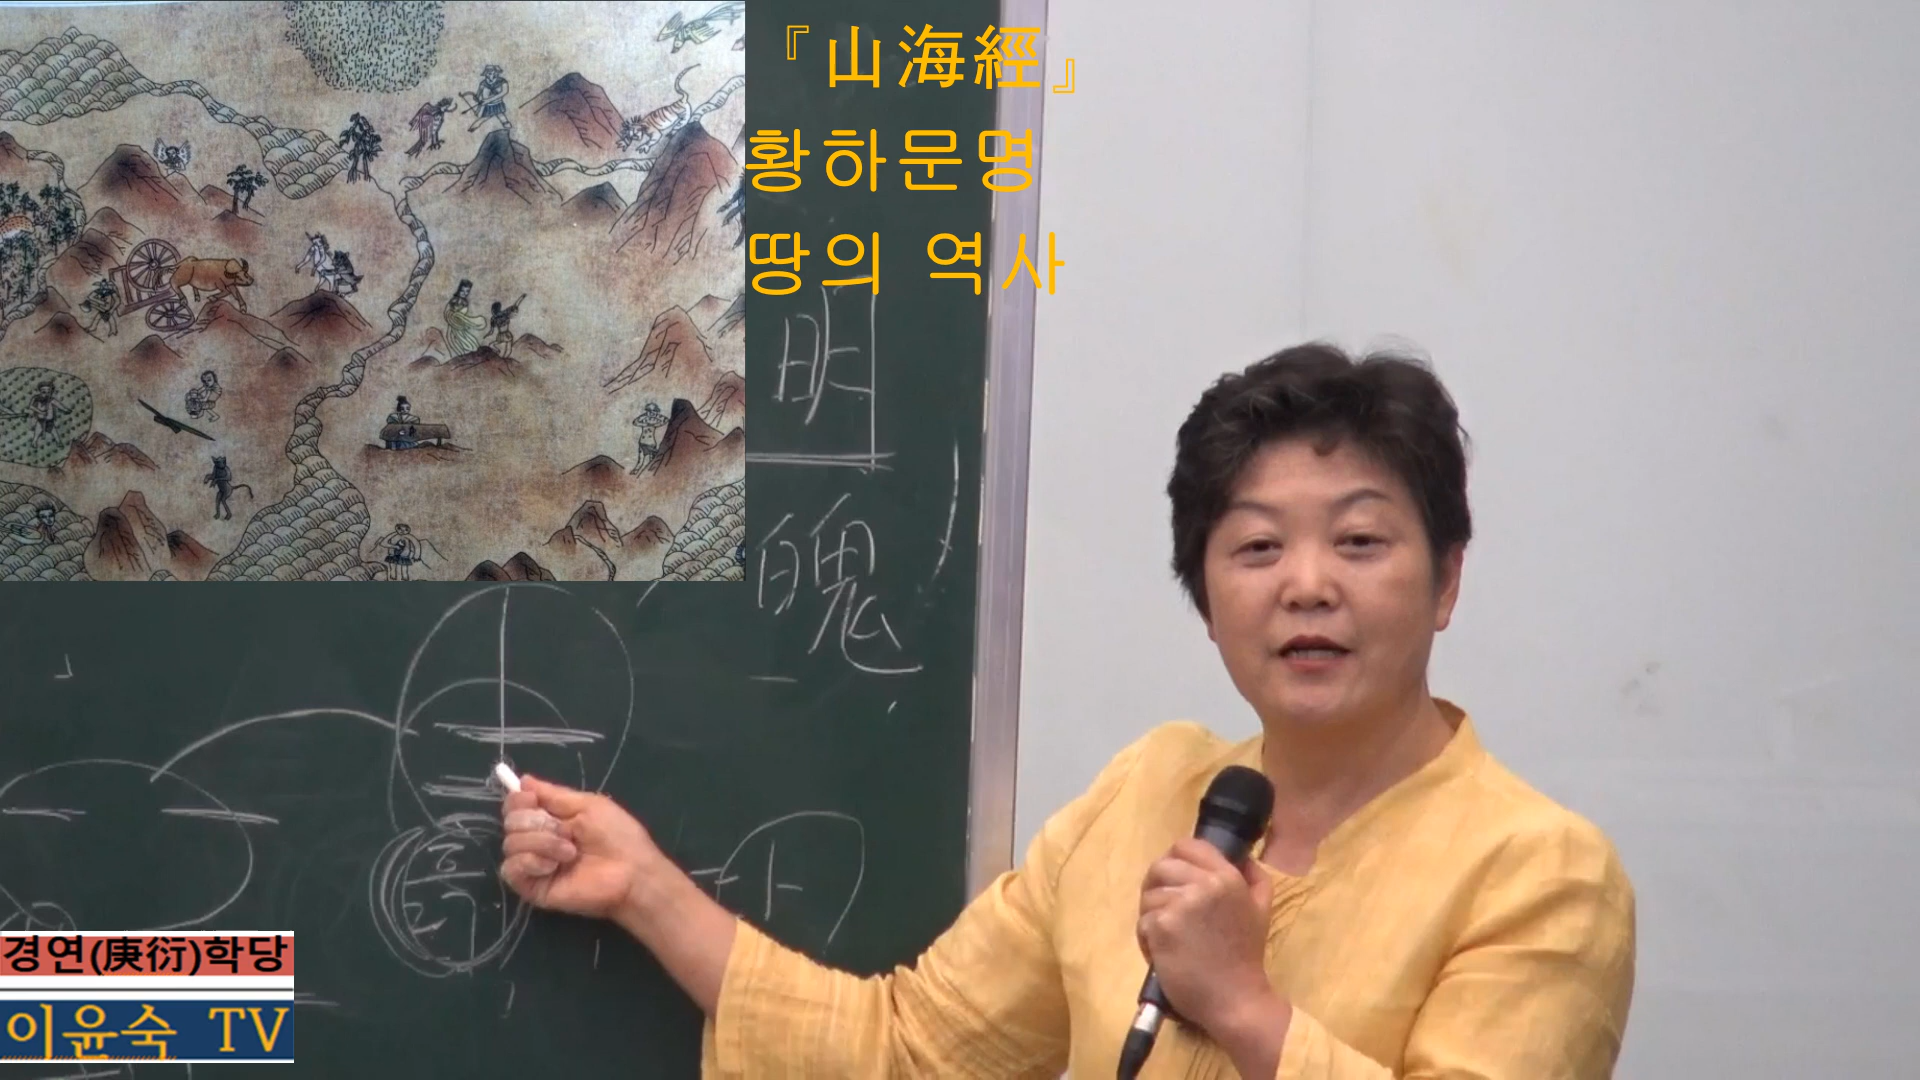 『山海經』
황하문명
땅의 역사
明
魄
경연(庚衍)학당
이윤숙 TV